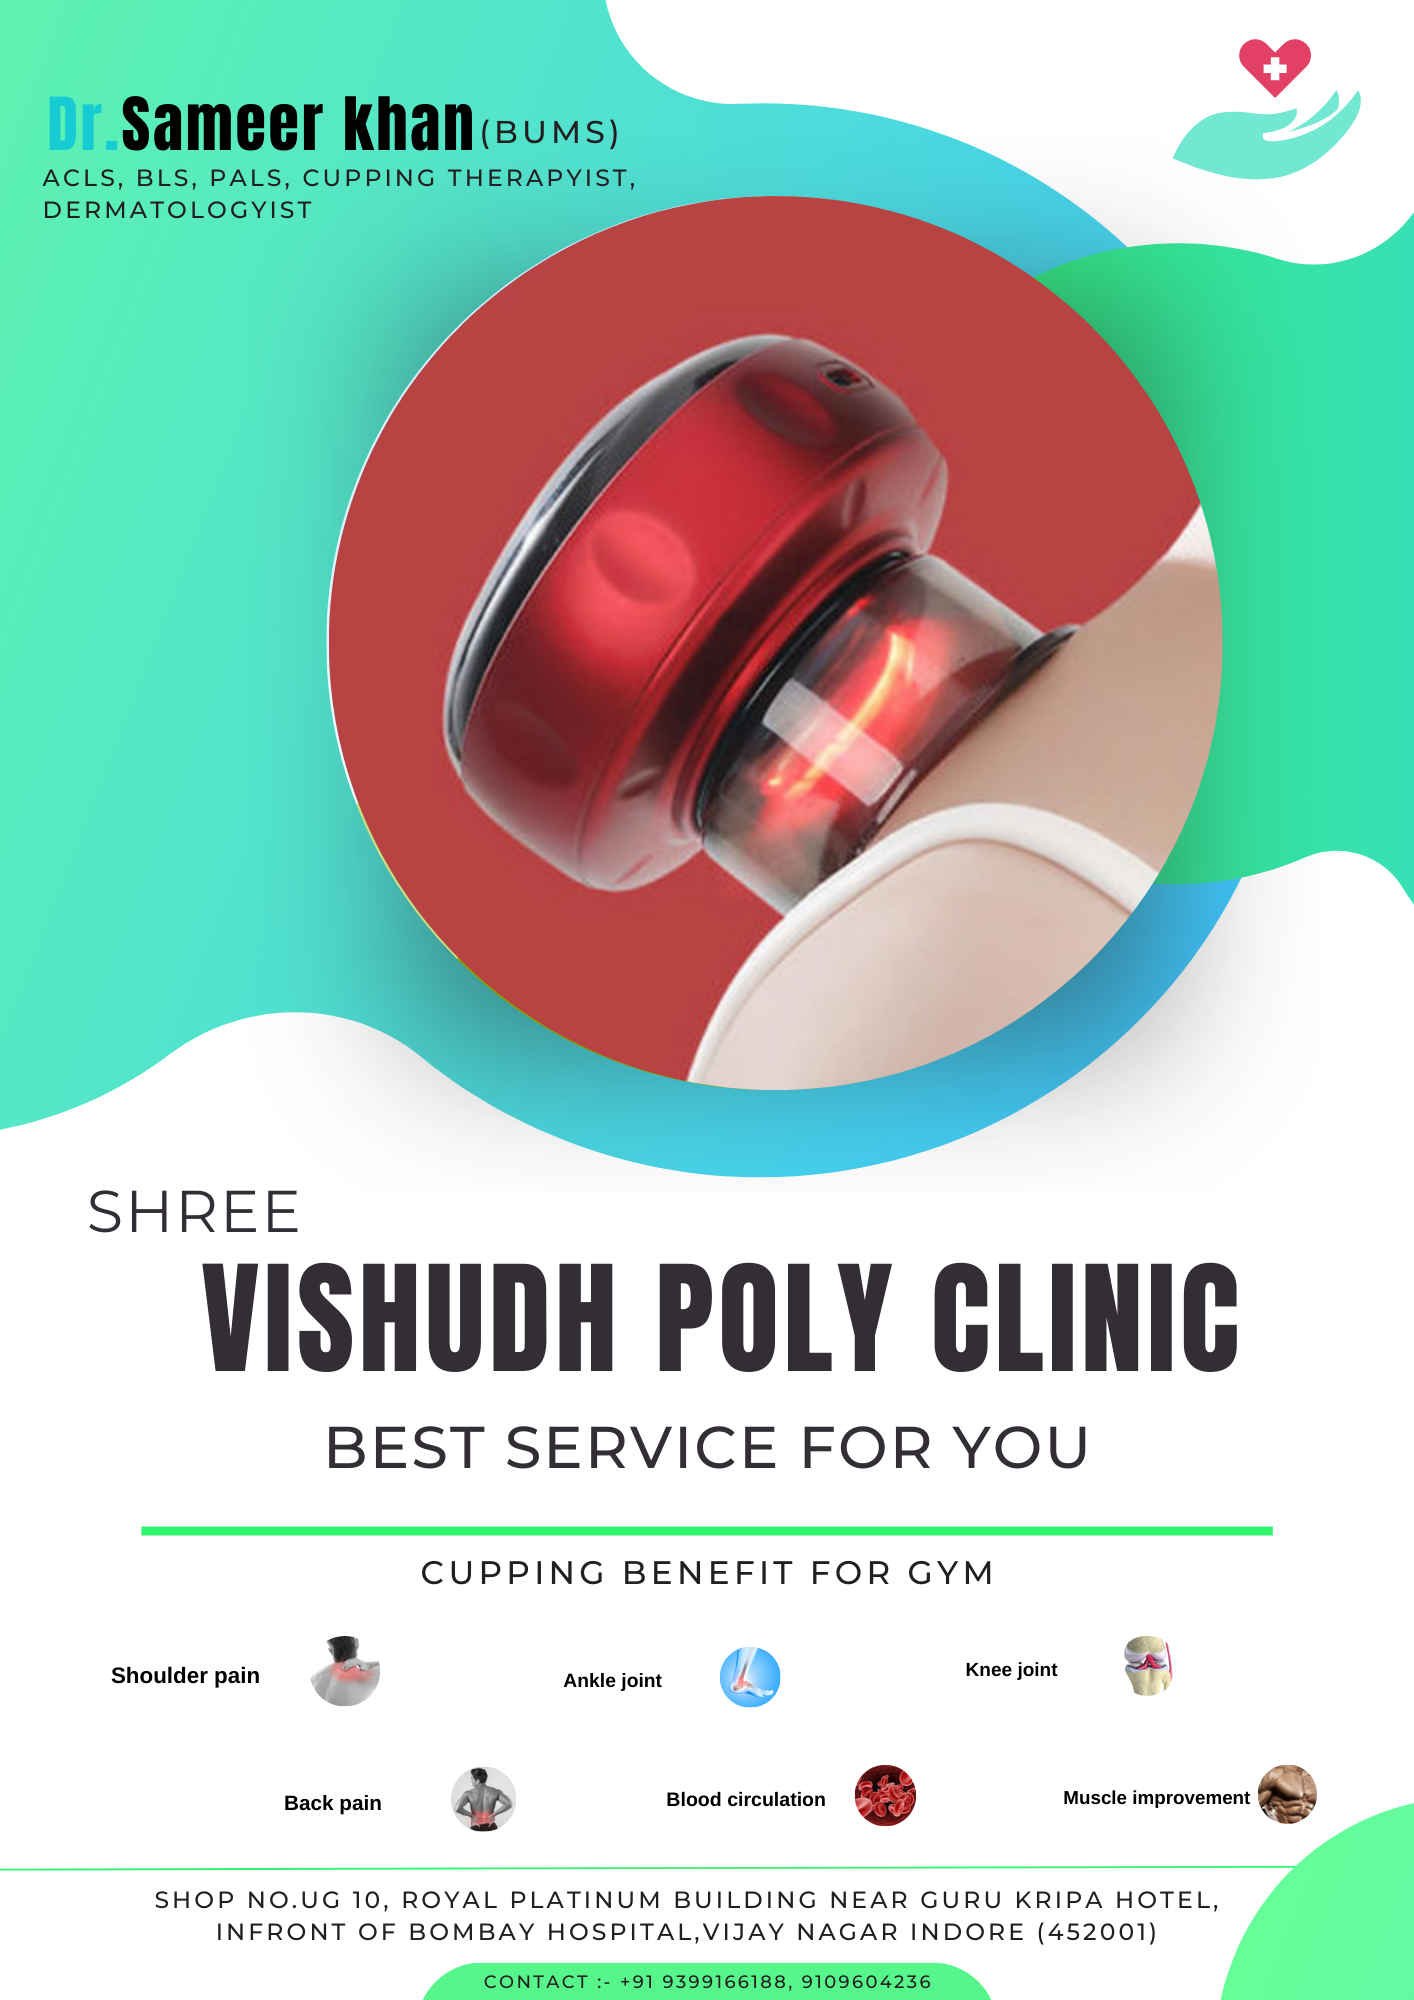 Dr.Sameer khan(BUMS)
ACLS, BLS, PALS, CUPPING THERAPYIST,
DERMATOLOGYIST
SHREE
VISHUDH POLY CLINIC
BEST SERVICE FOR YOU
CUPPING BENEFIT FOR GYM
Shoulder pain
Ankle joint
Knee joint
Back pain
Blood circulation
Muscle improvement
SHOP NO.UG 10, ROYAL PLATINUM BUILDING NEAR GURU KRIPA HOTEL,
INFRONT OF BOMBAY HOSPITAL,VIJAY NAGAR INDORE (452001)
CONTACT :- +91 9399166188, 9109604236